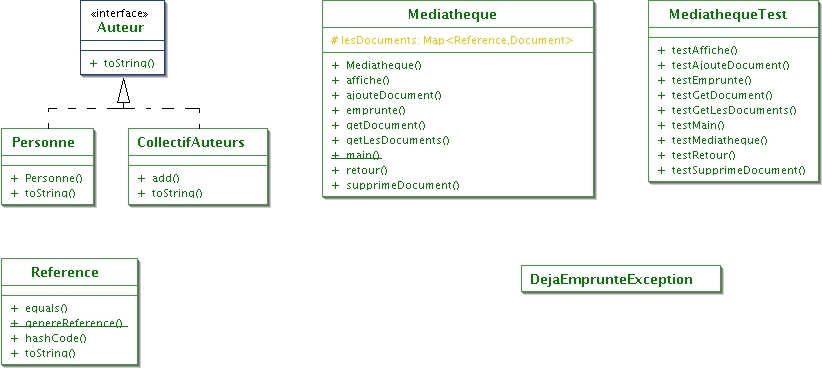 «interface»
Auteur
+ toString()
Personne
+ Personne()
+ toString()
CollectifAuteurs
+ add()
+ toString()
Mediatheque
# lesDocuments: Map<Reference,Document>
+ Mediatheque()
+ affiche()
+ ajouteDocument()
+ emprunte()
+ getDocument()
+ getLesDocuments()
+ main()
+ retour()
+ supprimeDocument()
MediathequeTest
+ testAffiche()
+ testAjouteDocument()
+ testEmprunte()
+ testGetDocument()
+ testGetLesDocuments()
+ testMain()
+ testMediatheque()
+ testRetour()
+ testSupprimeDocument()
Reference
+ equals()
+ genereReference()
+ hashCode()
+ toString()
DejaEmprunteException